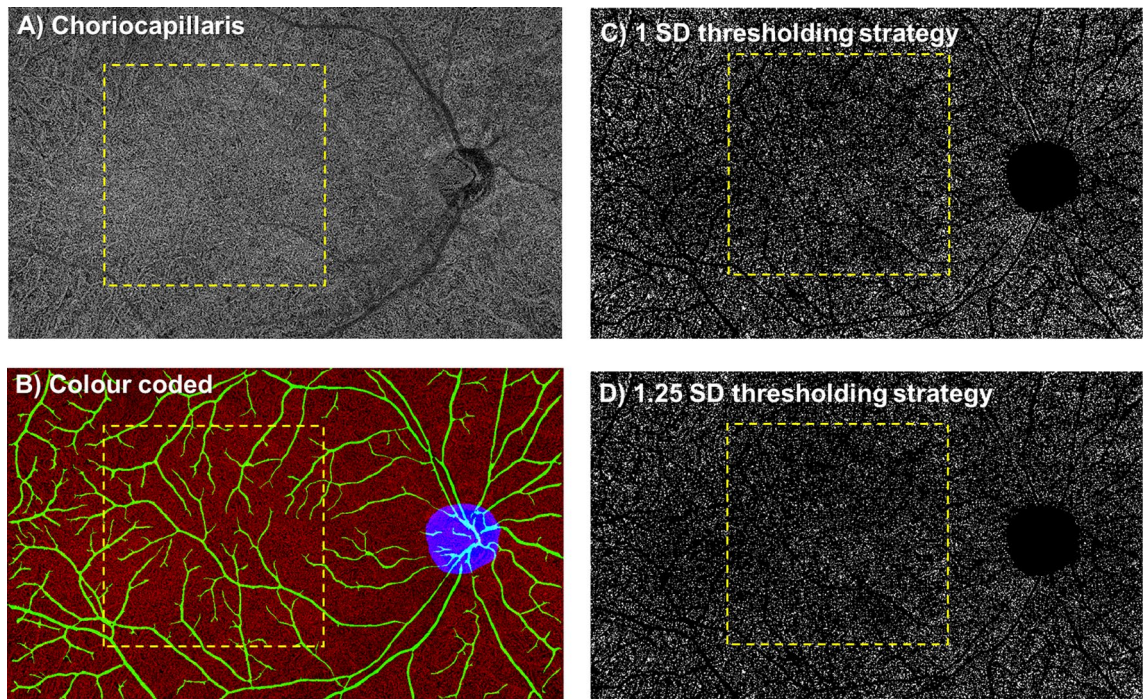 A) Choriocapillaris
B) Colour coded
C) 1 SD thresholding strategy
D) 1.25 SD thresholding strategy